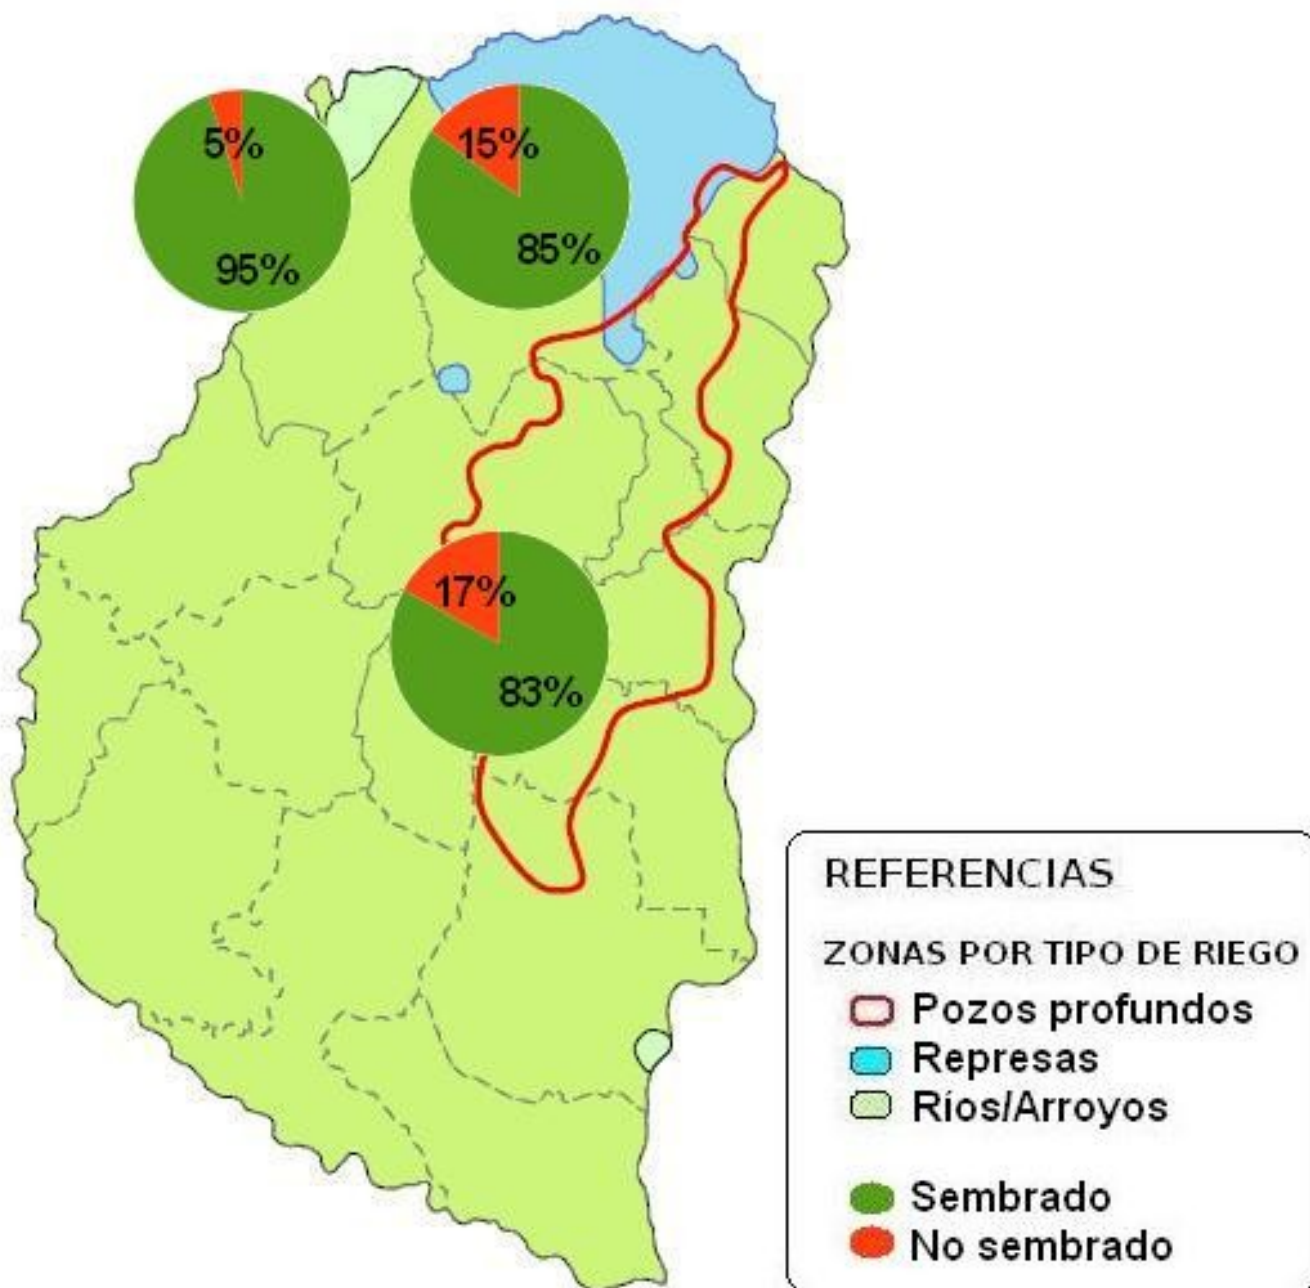 5%
95%
15%
85%
17%
83%
REFERENCIAS
ZONAS POR TIPO DE RIEGO
Pozos profundos
Represas
Ríos/Arroyos
Sembrado
No sembrado